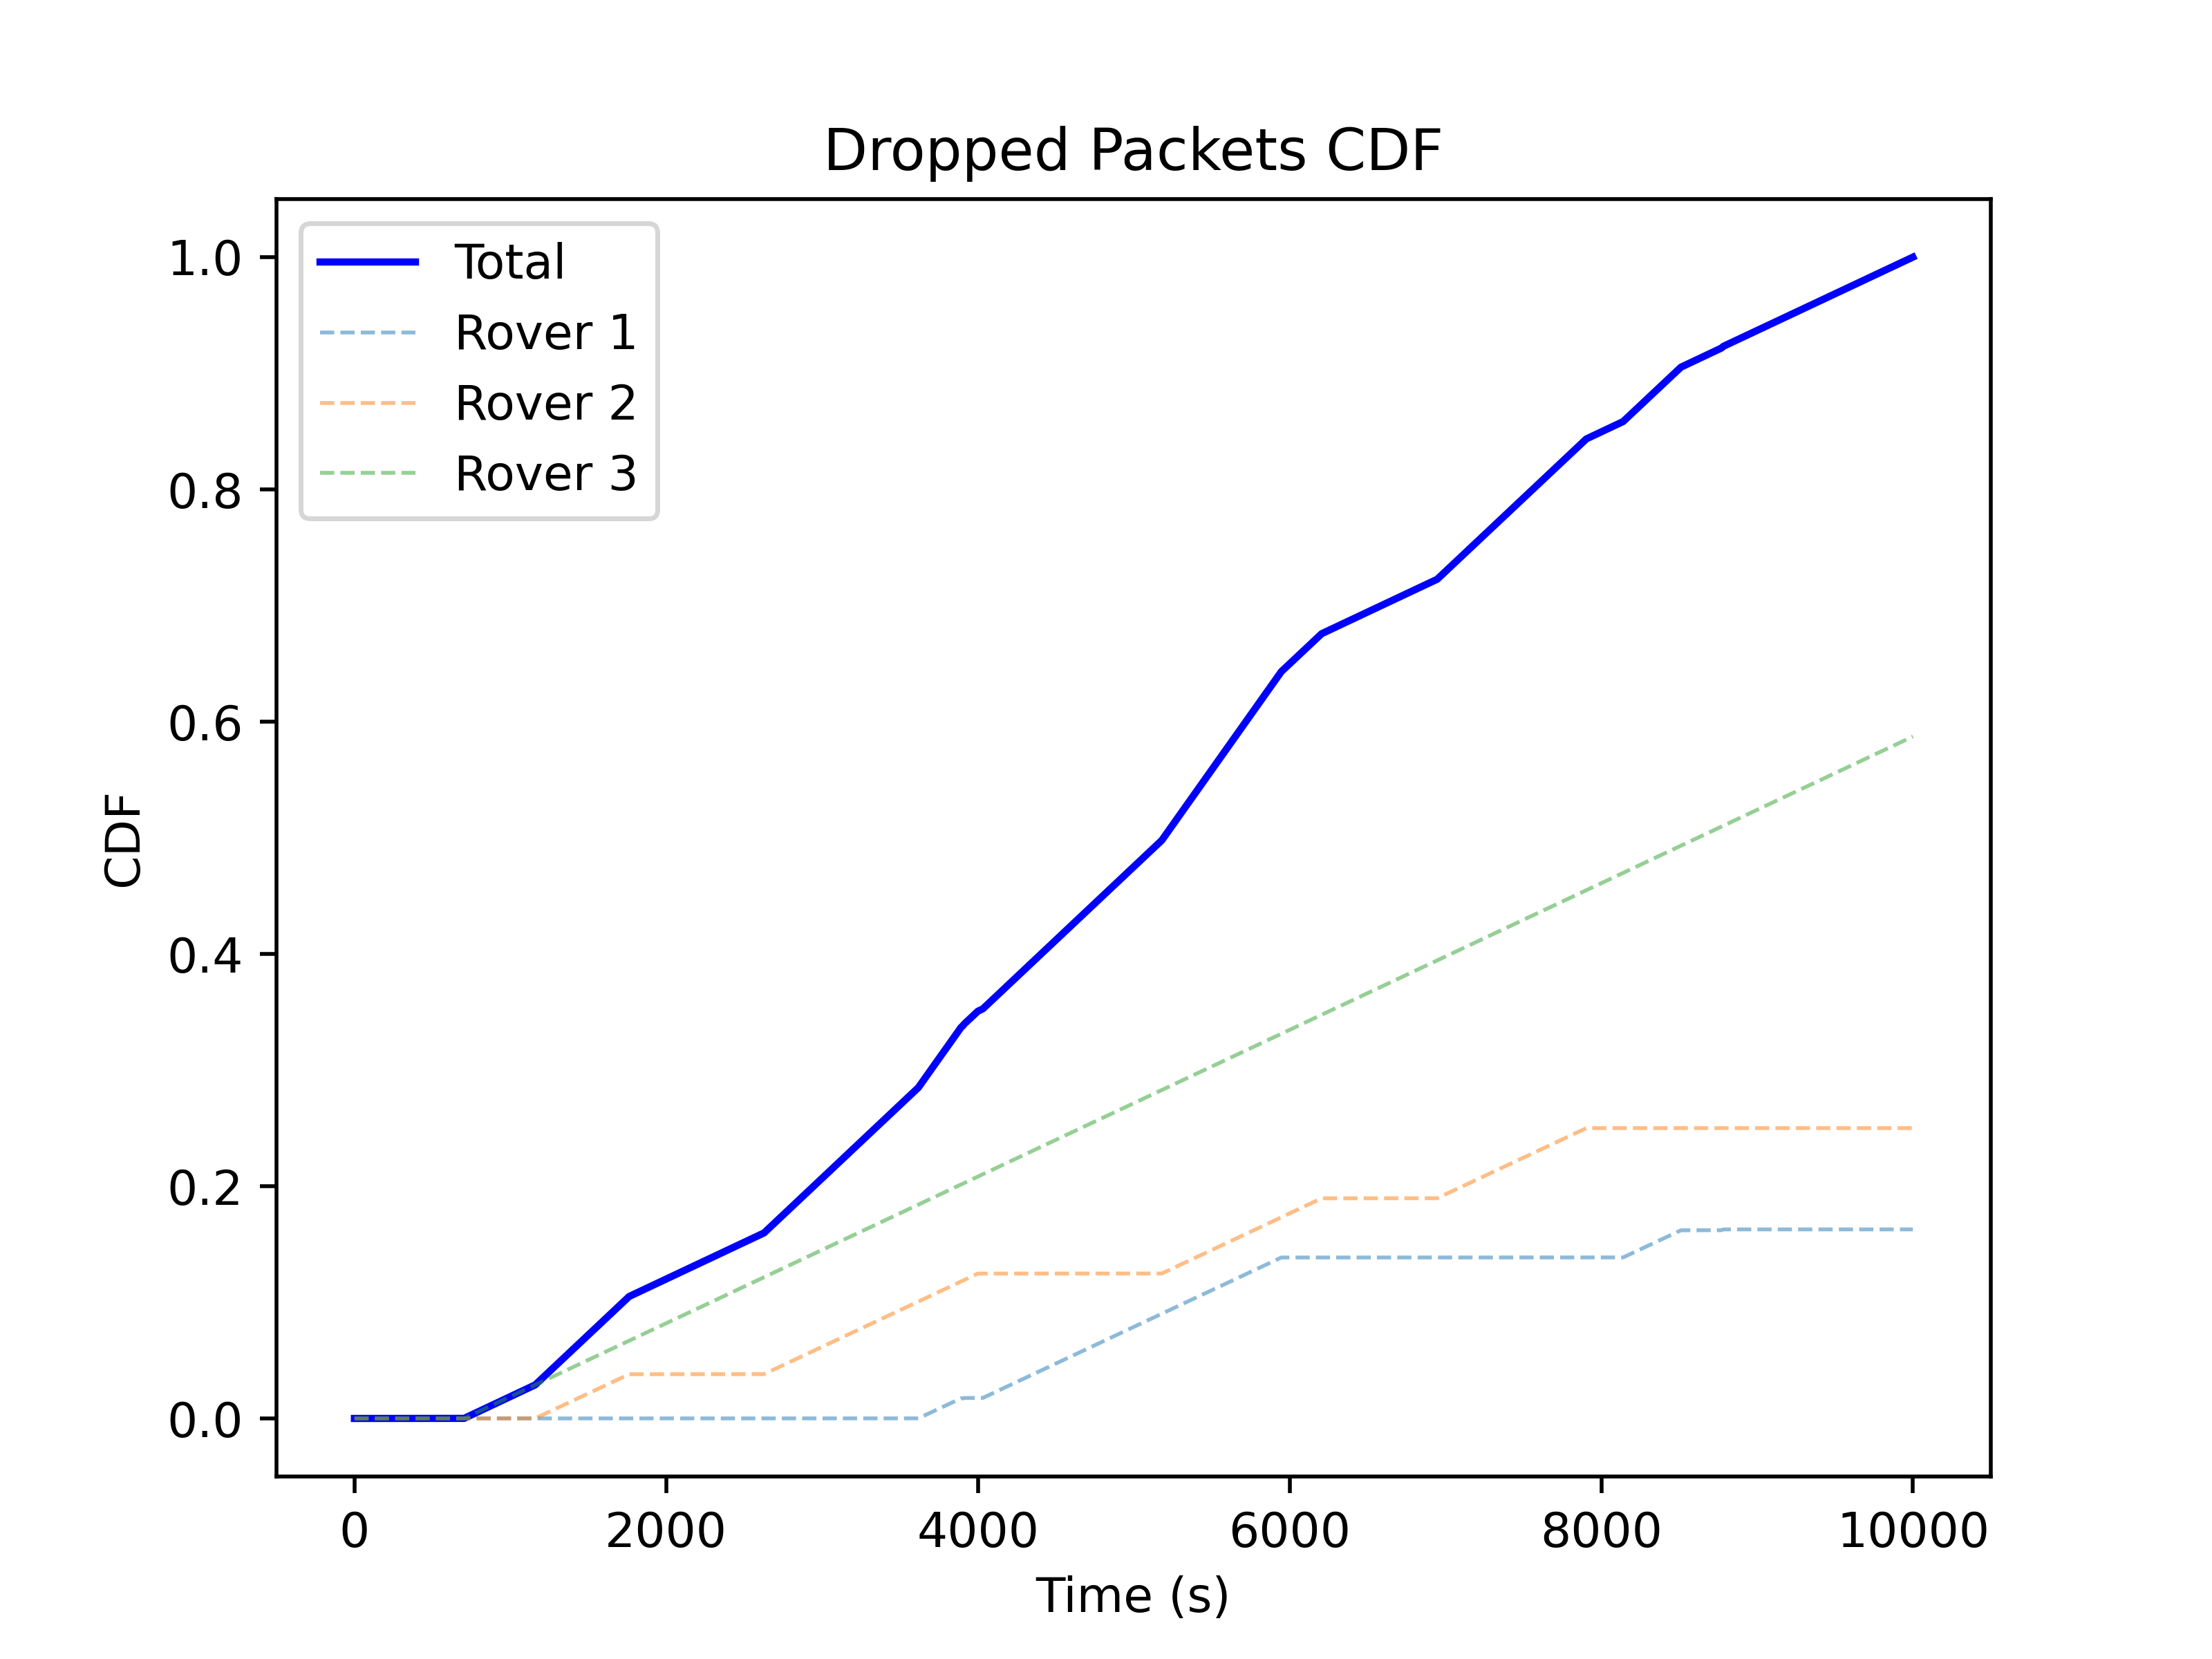 Dropped Packets CDF
Total
Rover 1
Rover 2
Rover 3
1.0
0.8
0.6
0.4
0.2
0.0
CDF
0 2000 4000 6000 8000 10000
Time (s)